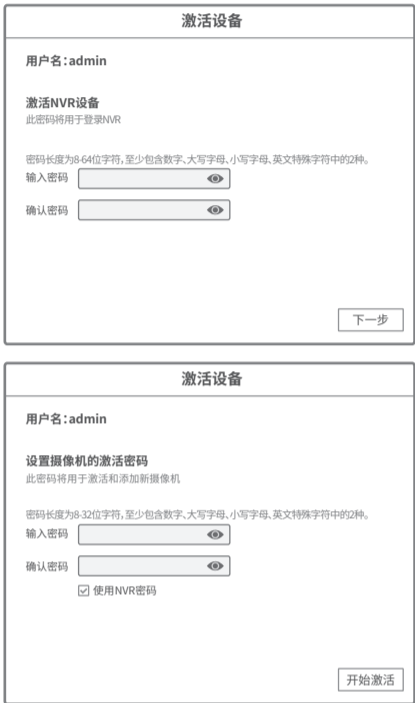 激活设备
用户名:admin
激活NVR设备
此密码将用于登录NVR
密码长度为8-64位字符,至少包含数字、大写字母、小写字母、英文特殊字符中的2种。
输入密码
确认密码
下一步
激活设备
用户名:admin
设置摄像机的激活密码
此密码将用于激活和添加新摄像机
密码长度为8-32位字符,至少包含数字、大写字母、小写字母、英文特殊字符中的2种。
输入密码
确认密码
使用NVR密码
开始激活